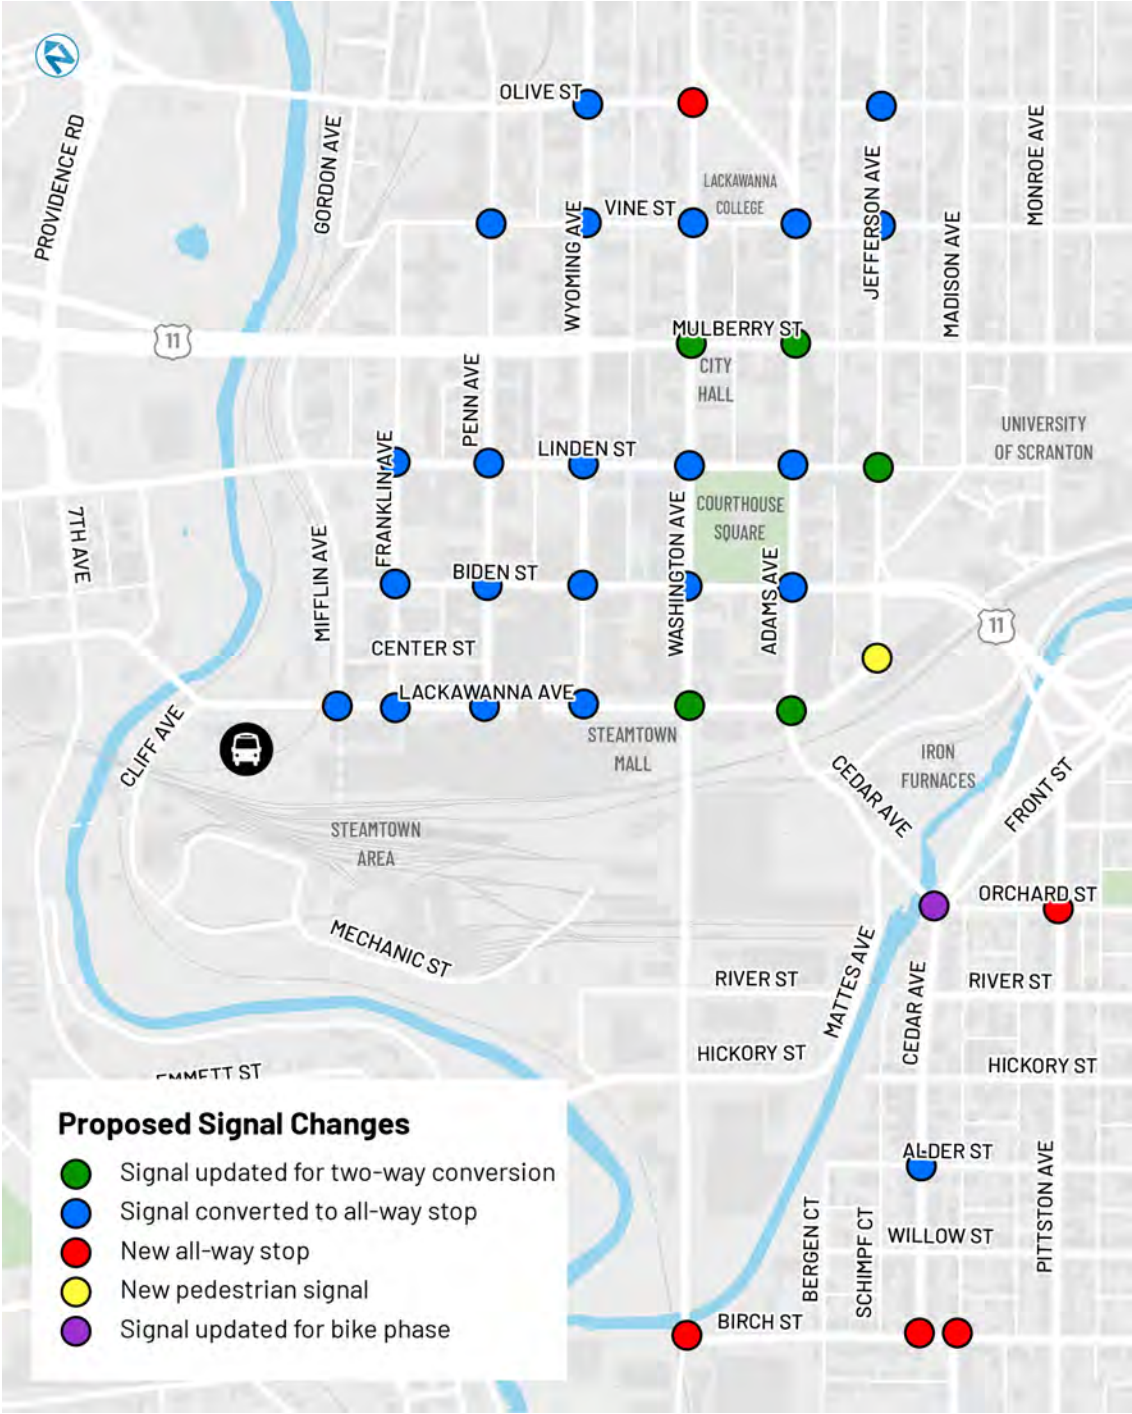 OLIVE ST
PROVIDENCE RD
GORDON AVE
MONROE AVE
JEFFERSON AVE
LACKAWANNA
COLLEGE
VINE ST
WYOMING AVE
MADISON AVE
11
MULBERRY ST
CITY
HALL
PENN AVE
UNIVERSITY
OF SCRANTON
FRANKLIN AVE
LINDEN ST
7TH AVE
COURTHOUSE
SQUARE
WASHINGTON AVE
MIFFLIN AVE
BIDEN ST
ADAMS AVE
11
CENTER ST
LACKAWANNA AVE
CLIFF AVE
STEAMTOWN
MALL
IRON
FURNACES
CEDAR AVE
FRONT ST
STEAMTOWN
AREA
ORCHARD ST
MECHANIC ST
MATTES AVE
RIVER ST
RIVER ST
CEDAR AVE
HICKORY ST
HICKORY ST
EMMETT ST
Proposed Signal Changes
Signal updated for two-way conversion
Signal converted to all-way stop
New all-way stop
New pedestrian signal
Signal updated for bike phase
ALDER ST
PITTSTON AVE
BERGEN CT
SCHIMPF CT
WILLOW ST
BIRCH ST